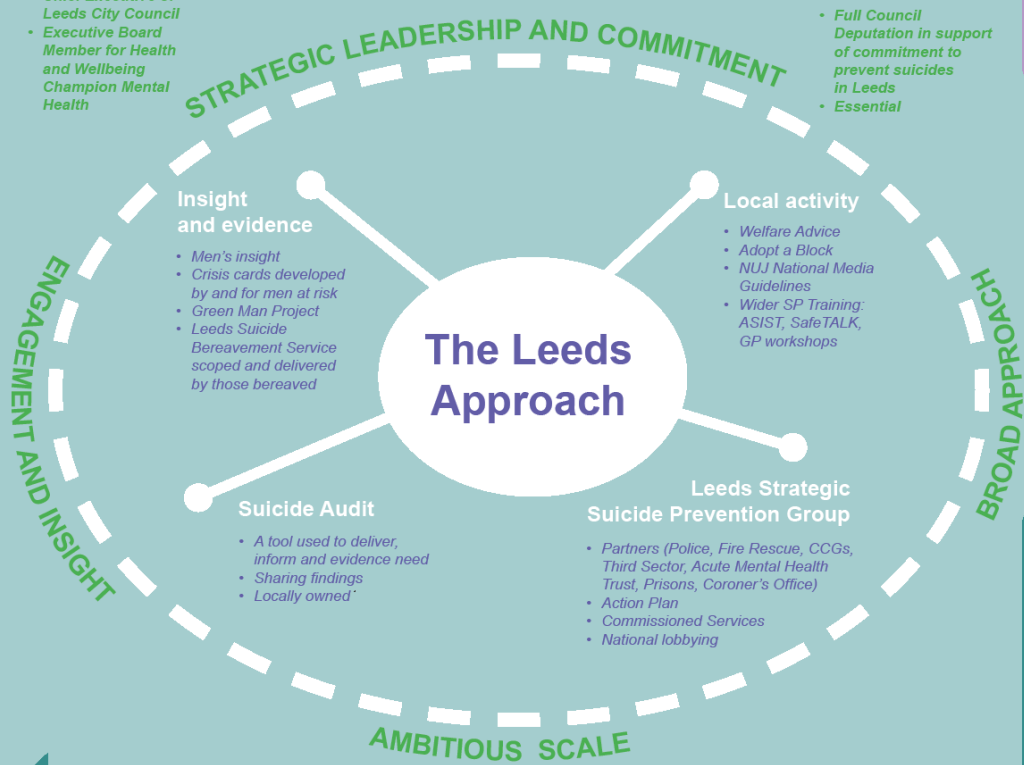 Leeds City Council
• Executive Board
Member for Health
and Wellbeing
Champion Mental
Health
• Full Council
Deputation in support
of commitment to
prevent suicides
in Leeds
• Essential
STRATEGIC LEADERSHIP AND COMMITMENT
ENGAGEMENT AND INSIGHT
BROAD APPROACH
Insight
and evidence
• Men's insight
• Crisis cards developed
by and for men at risk
• Green Man Project
• Leeds Suicide
Bereavement Service
scoped and delivered
by those bereaved
Local activity
• Welfare Advice
• Adopt a Block
• NUJ National Media
Guidelines
• Wider SP Training:
ASIST, SafeTALK,
GP workshops
The Leeds
Approach
Suicide Audit
• A tool used to deliver,
inform and evidence need
• Sharing findings
• Locally owned
Leeds Strategic
Suicide Prevention Group
• Partners (Police, Fire Rescue, CCGs,
Third Sector, Acute Mental Health
Trust, Prisons, Coroner's Office)
• Action Plan
• Commissioned Services
• National lobbying
AMBITIOUS SCALE